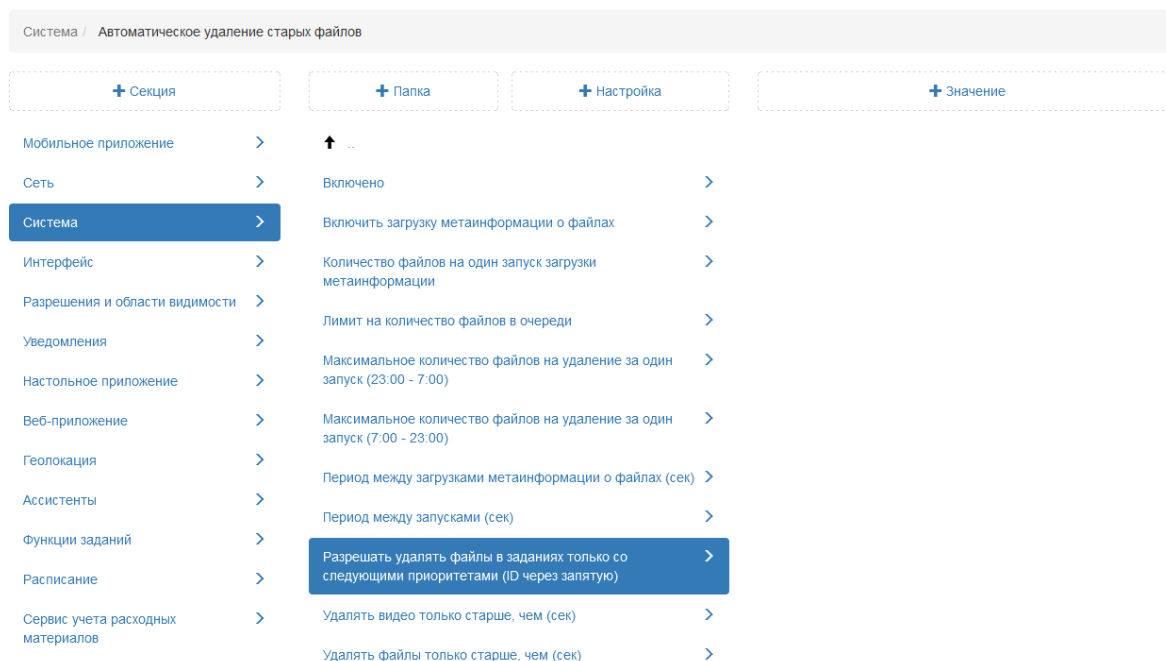 Система / Автоматическое удаление старых файлов
+ Секция
+ Папка
+ Настройка
+ Значение
Мобильное приложение
Сеть
Система
Интерфейс
Разрешения и области видимости
Уведомления
Настольное приложение
Веб-приложение
Геолокация
Ассистенты
Функции заданий
Расписание
Сервис учета расходных
материалов
..
Включено
Включить загрузку метаинформации о файлах
Количество файлов на один запуск загрузки
метаинформации
Лимит на количество файлов в очереди
Максимальное количество файлов на удаление за один
запуск (23:00 - 7:00)
Максимальное количество файлов на удаление за один
запуск (7:00 - 23:00)
Период между загрузками метаинформации о файлах (сек)
Период между запусками (сек)
Разрешать удалять файлы в заданиях только со
следующими приоритетами (ID через запятую)
Удалять видео только старше, чем (сек)
Удалять файлы только старше, чем (сек)